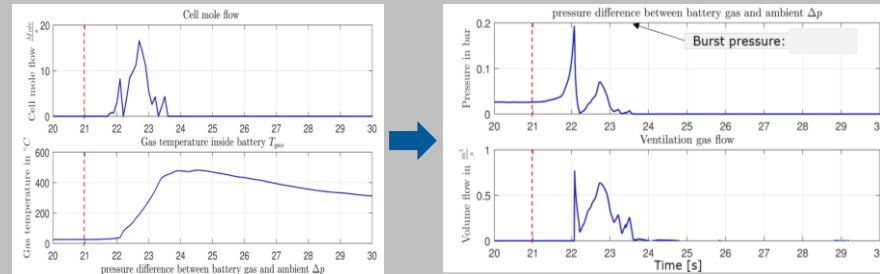 Cell mole flow
Cell mole flow Mole/s
20
10
0
20 21 22 23 24 25 26 27 28 29 30
Gas temperature inside battery T_gas
Gas temperature in °C
600
400
200
0
20 21 22 23 24 25 26 27 28 29 30
pressure difference between battery gas and ambient Δp
pressure difference between battery gas and ambient Δp
Burst pressure:
Pressure in bar
0.2
0.1
0
20 21 22 23 24 25 26 27 28 29 30
Ventilation gas flow
Volume flow in m³/s
1
0.5
0
20 21 22 23 24 25 26 27 28 29 30
Time [s]